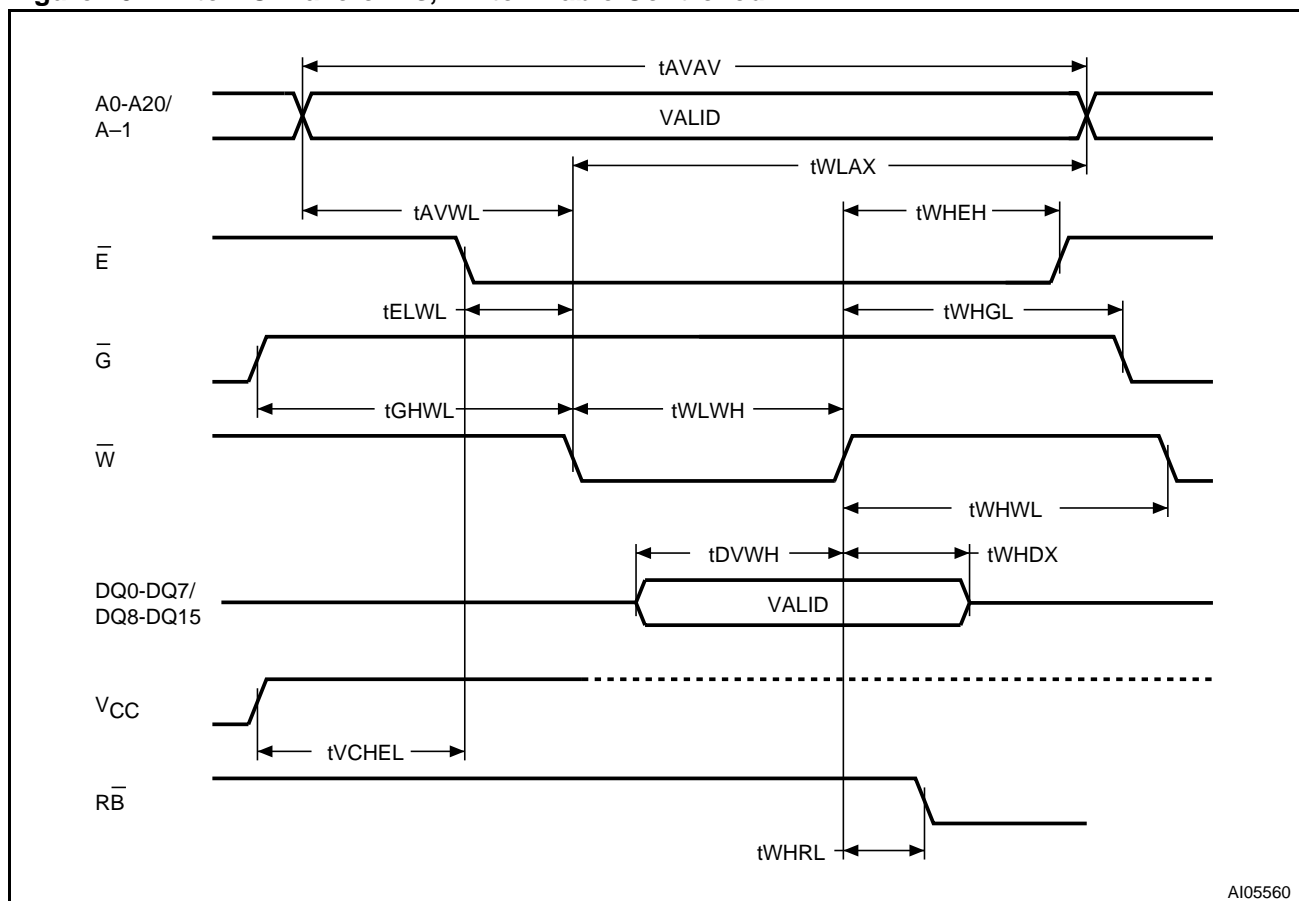 tAVAV
A0-A20/
A–1
VALID
tWLAX
tAVWL
tWHEH
E̅
tELWL
tWHGL
G̅
tGHWL
tWLWH
W̅
tWHWL
tDVWH
tWHDX
DQ0-DQ7/
DQ8-DQ15
VALID
VCC
tVCHEL
RB̅
tWHRL
AI05560